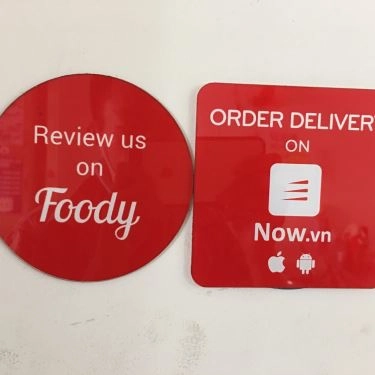 Review us
on
Foody
ORDER DELIVER
ON
Now.vn